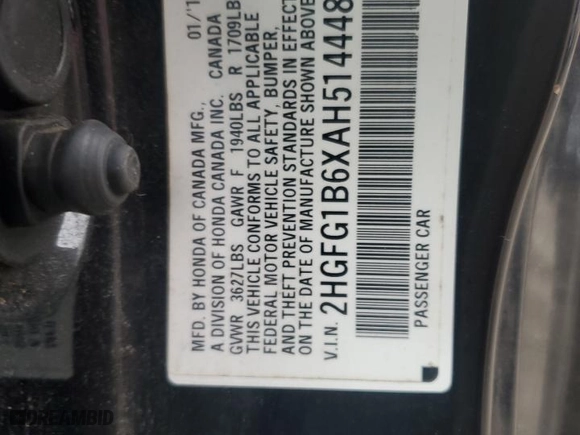 MFD. BY HONDA OF CANADA MFG.,
A DIVISION OF HONDA CANADA INC. CANADA
GVWR 3627LBS GAWR F 1940LBS R 1709LBS
THIS VEHICLE CONFORMS TO ALL APPLICABLE
FEDERAL MOTOR VEHICLE SAFETY, BUMPER,
AND THEFT PREVENTION STANDARDS IN EFFECT
ON THE DATE OF MANUFACTURE SHOWN ABOVE
V.I.N. 2HGFG1B6XAH514448
PASSENGER CAR
DREAMBID